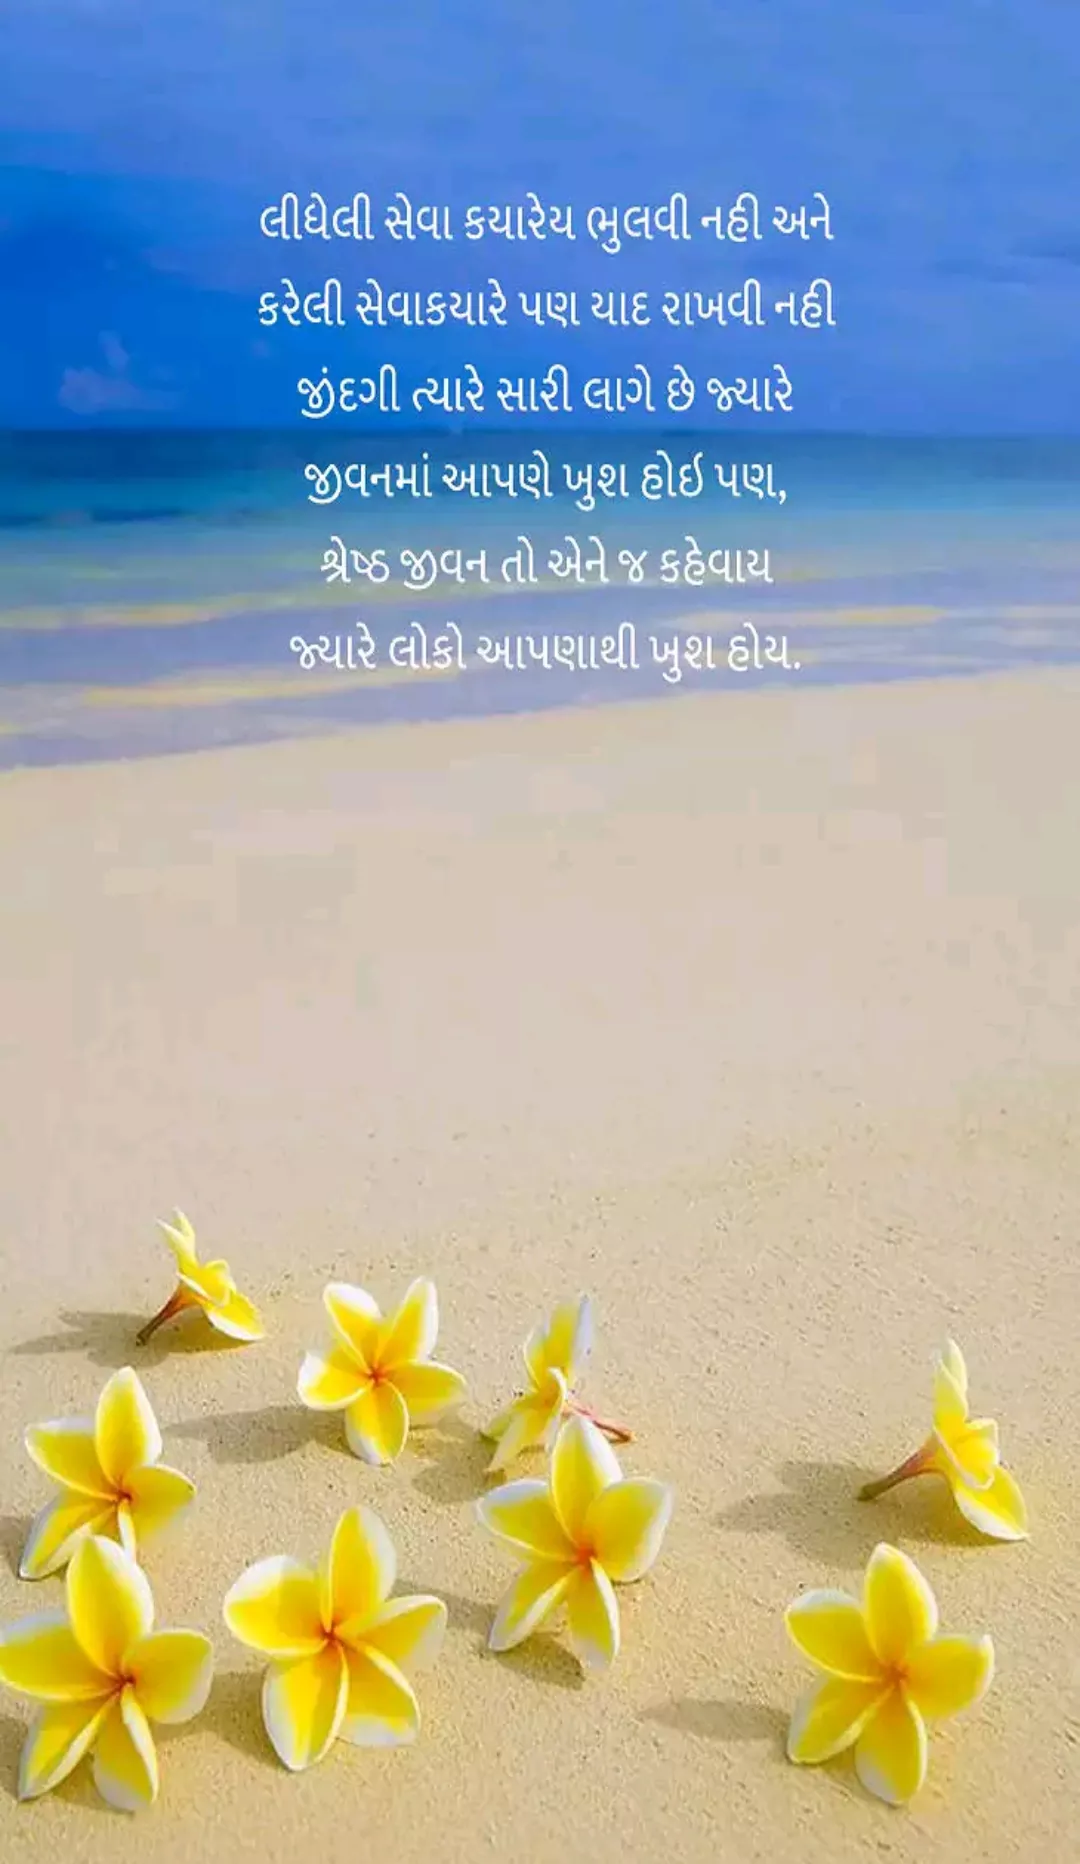 લીધેલી સેવા કયારેય ભુલવી નહી અને
કરેલી સેવાકયારે પણ યાદ રાખવી નહી
જીંદગી ત્યારે સારી લાગે છે જ્યારે
જીવનમાં આપણે ખુશ હોઇ પણ,
શ્રેષ્ઠ જીવન તો એને જ કહેવાય
જ્યારે લોકો આપણાથી ખુશ હોય.